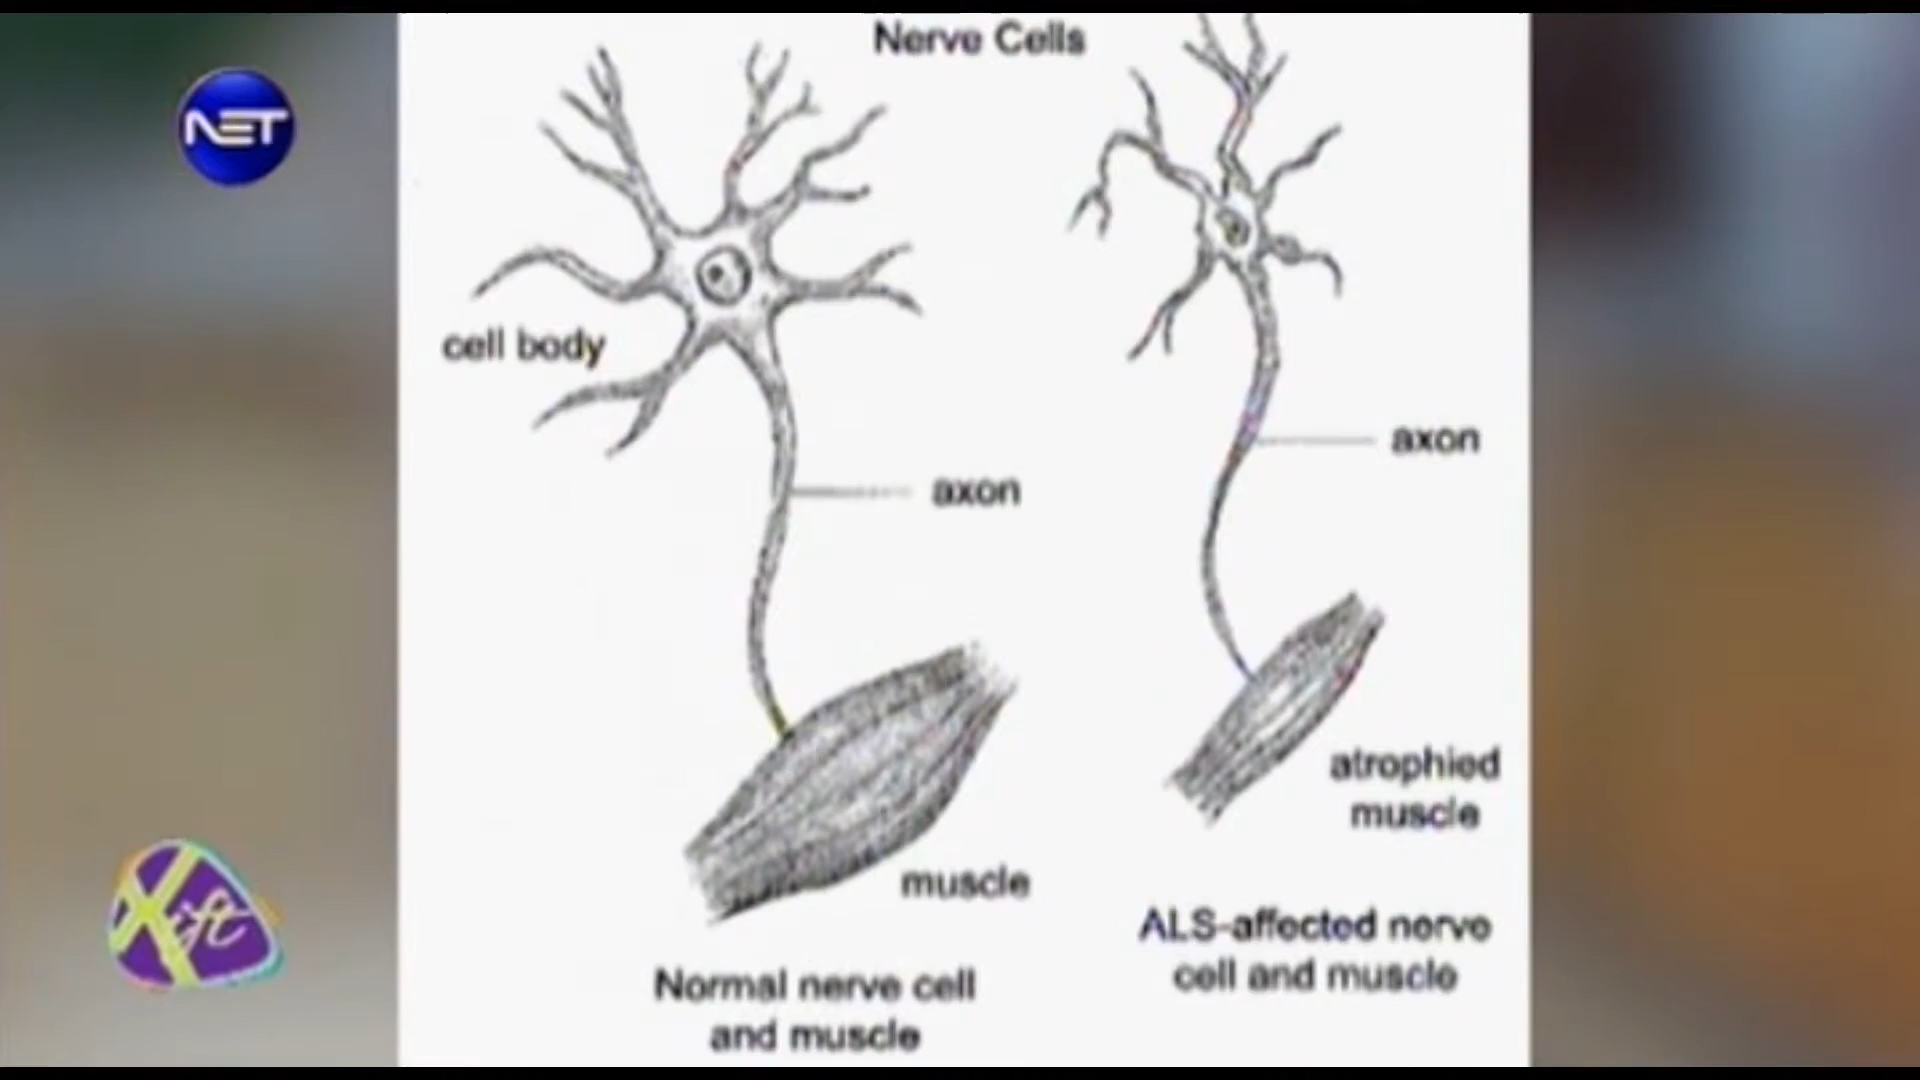 Nerve Cells
NET
cell body
axon
axon
muscle
atrophied
muscle
Normal nerve cell
and muscle
ALS-affected nerve
cell and muscle